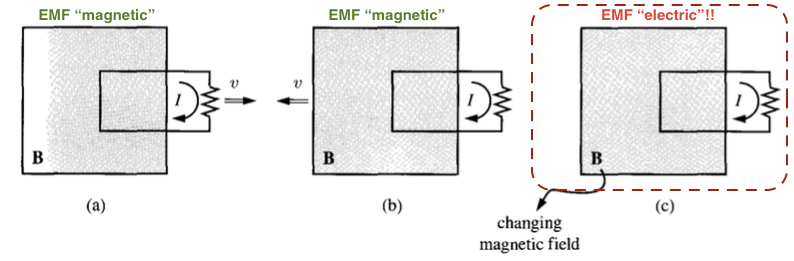 EMF “magnetic”
EMF “magnetic”
EMF “electric”!!
I
v
B
(a)
v
I
B
(b)
I
B
(c)
changing
magnetic field